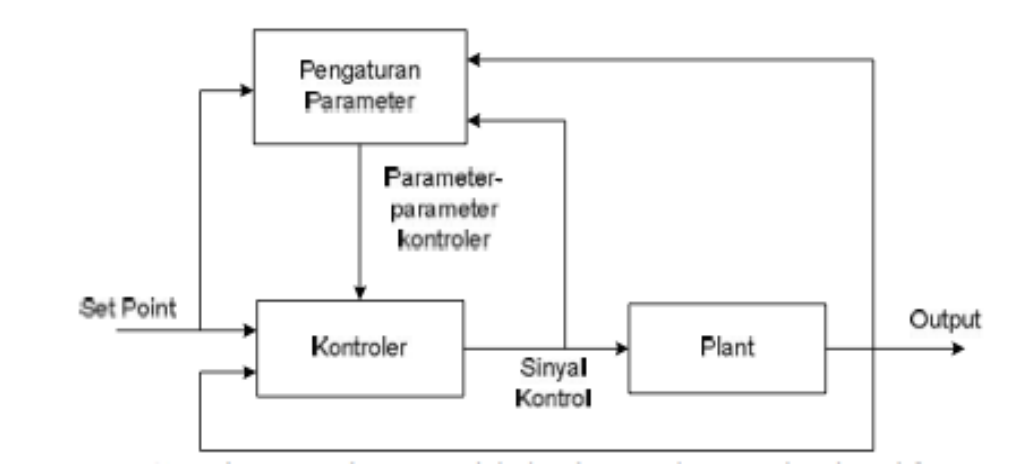 Pengaturan
Parameter
Parameter-
parameter
kontroler
Set Point
Kontroler
Sinyal
Kontrol
Plant
Output